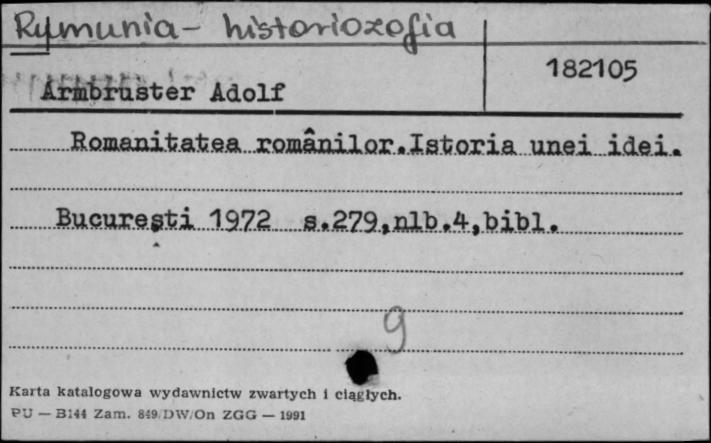 Rumunia - historiozofia
182105
Armbruster Adolf
Romanitatea românilor.Istoria unei idei.
București 1972 s.279,nlb.4,bibl.
9
Karta katalogowa wydawnictw zwartych i ciągłych.
PU — B144 Zam. 849/DW/On ZGG — 1991